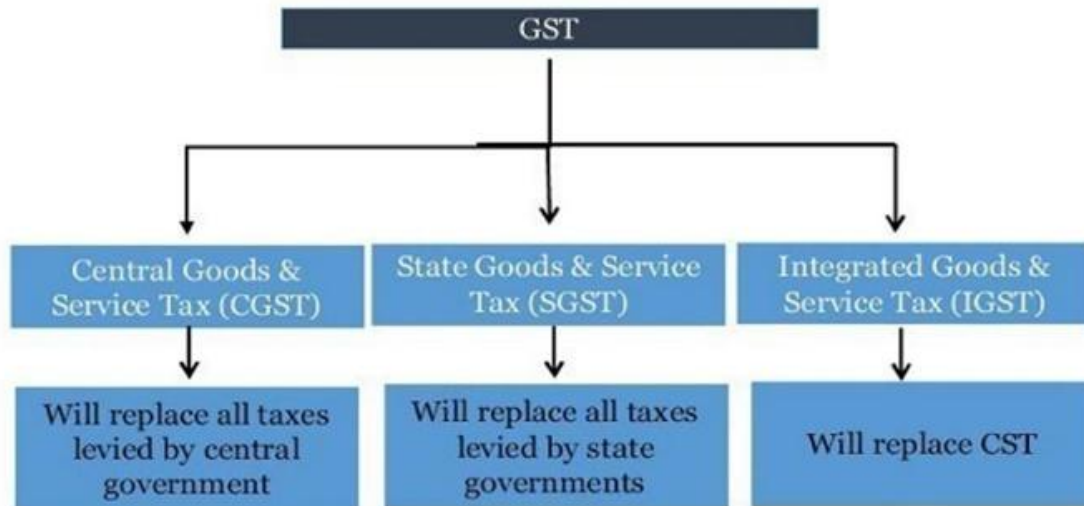 GST
Central Goods &
Service Tax (CGST)
State Goods & Service
Tax (SGST)
Integrated Goods &
Service Tax (IGST)
Will replace all taxes
levied by central
government
Will replace all taxes
levied by state
governments
Will replace CST